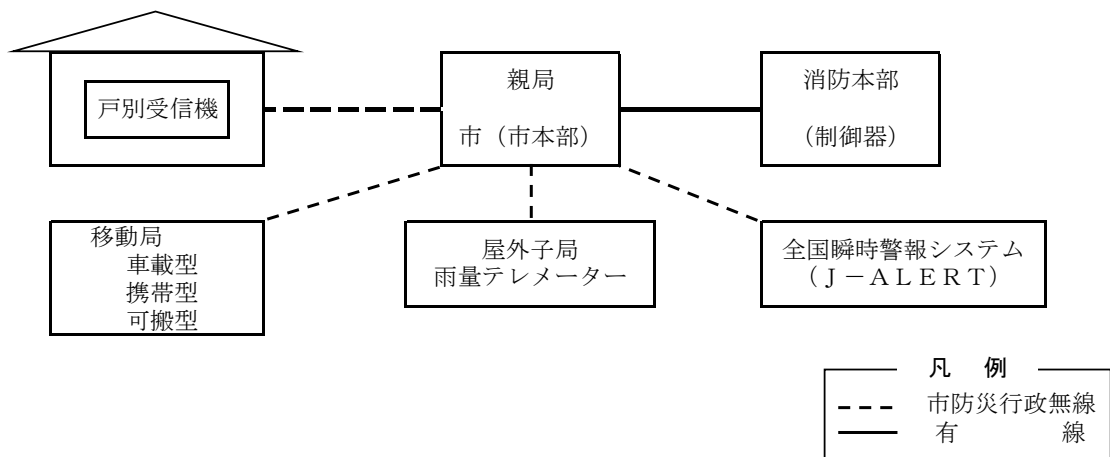 戸別受信機
親局
市（市本部）
消防本部
（制御器）
移動局
車載型
携帯型
可搬型
屋外子局
雨量テレメーター
全国瞬時警報システム
（Ｊ－ＡＬＥＲＴ）
凡　例
市防災行政無線
有　　　線